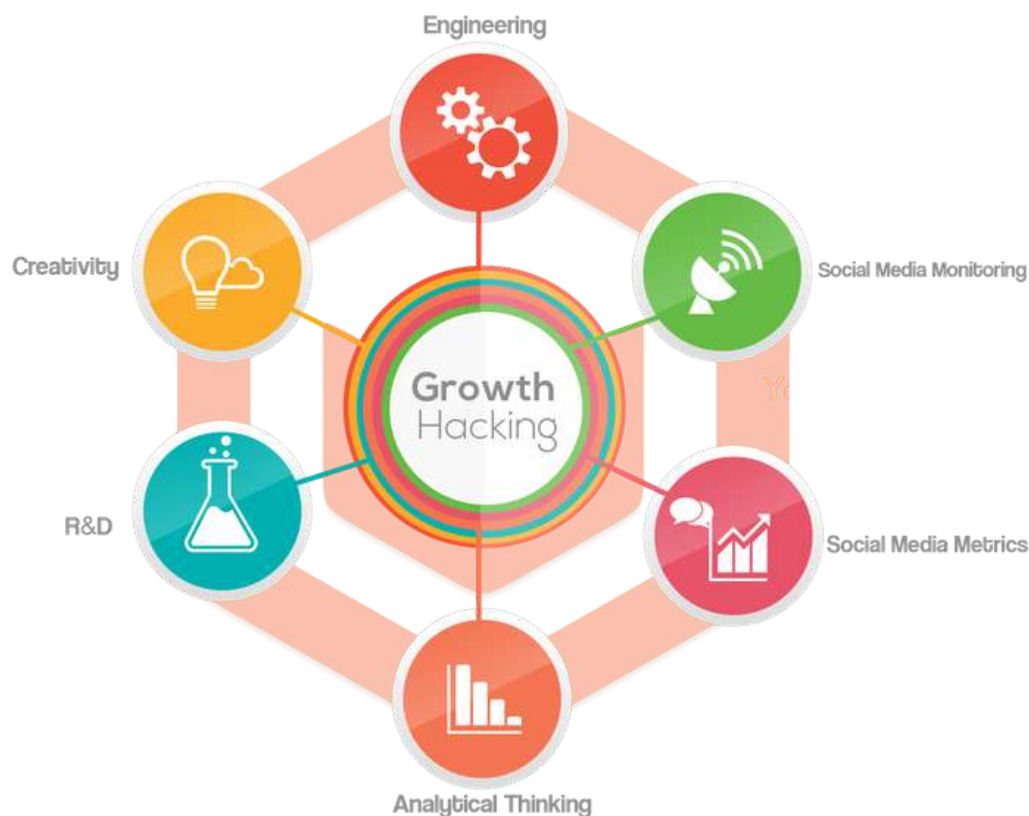 Engineering
Creativity
Social Media Monitoring
Growth
Hacking
R&D
Social Media Metrics
Analytical Thinking